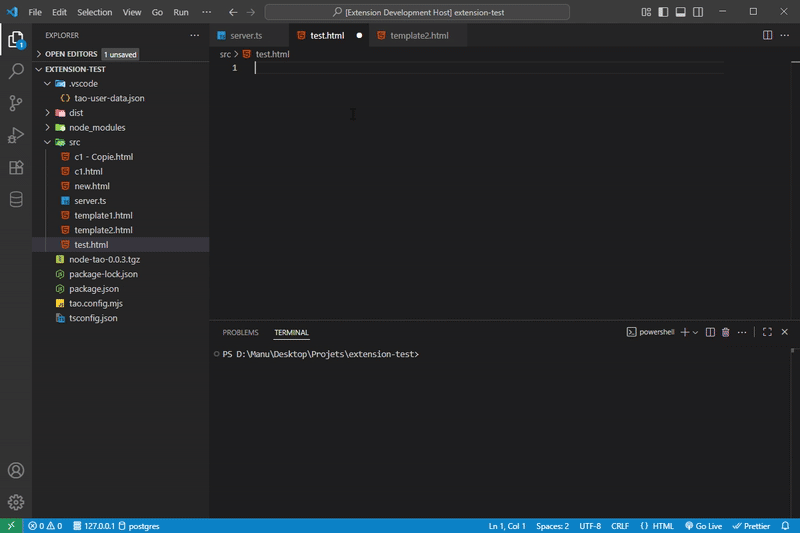 File Edit Selection View Go Run ··· [Extension Development Host] extension-test
EXPLORER ···
OPEN EDITORS 1 unsaved
EXTENSION-TEST
.vscode
tao-user-data.json
dist
node_modules
src
c1 - Copie.html
c1.html
new.html
server.ts
template1.html
template2.html
test.html
node-tao-0.0.3.tgz
package-lock.json
package.json
tao.config.mjs
tsconfig.json
server.ts test.html template2.html
src > test.html
1
PROBLEMS TERMINAL powershell
PS D:\Manu\Desktop\Projets\extension-test>
1
0 0 127.0.0.1 postgres Ln 1, Col 1 Spaces: 2 UTF-8 CRLF {} HTML Go Live Prettier